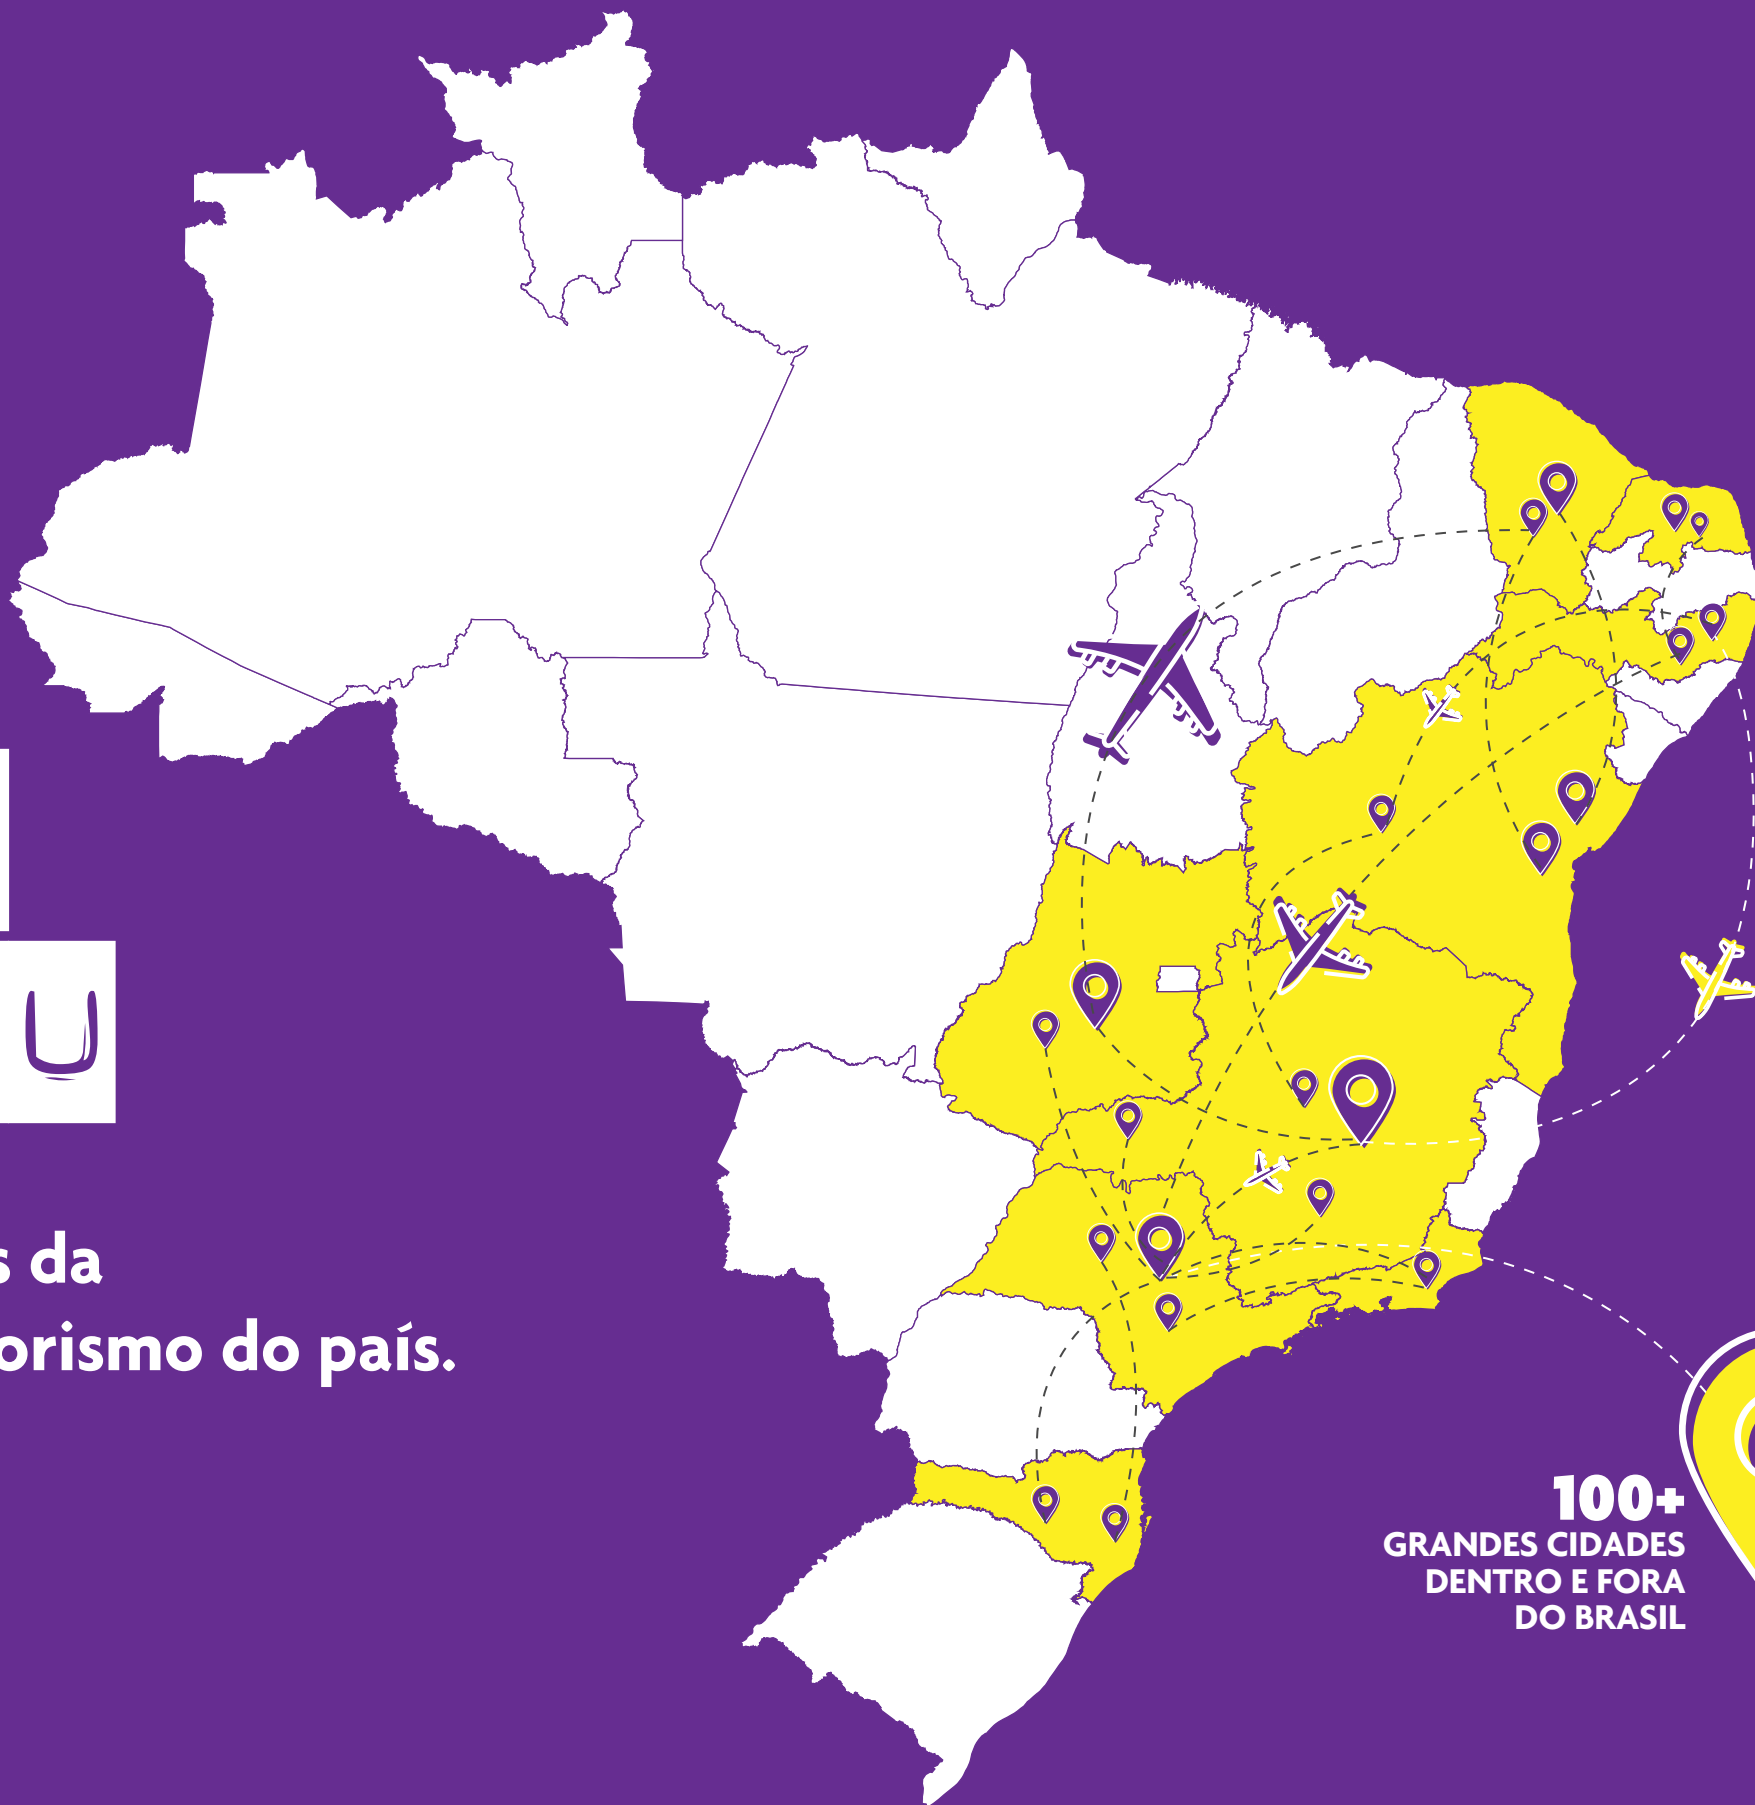 U
s da
orismo do país.
100+
GRANDES CIDADES
DENTRO E FORA
DO BRASIL